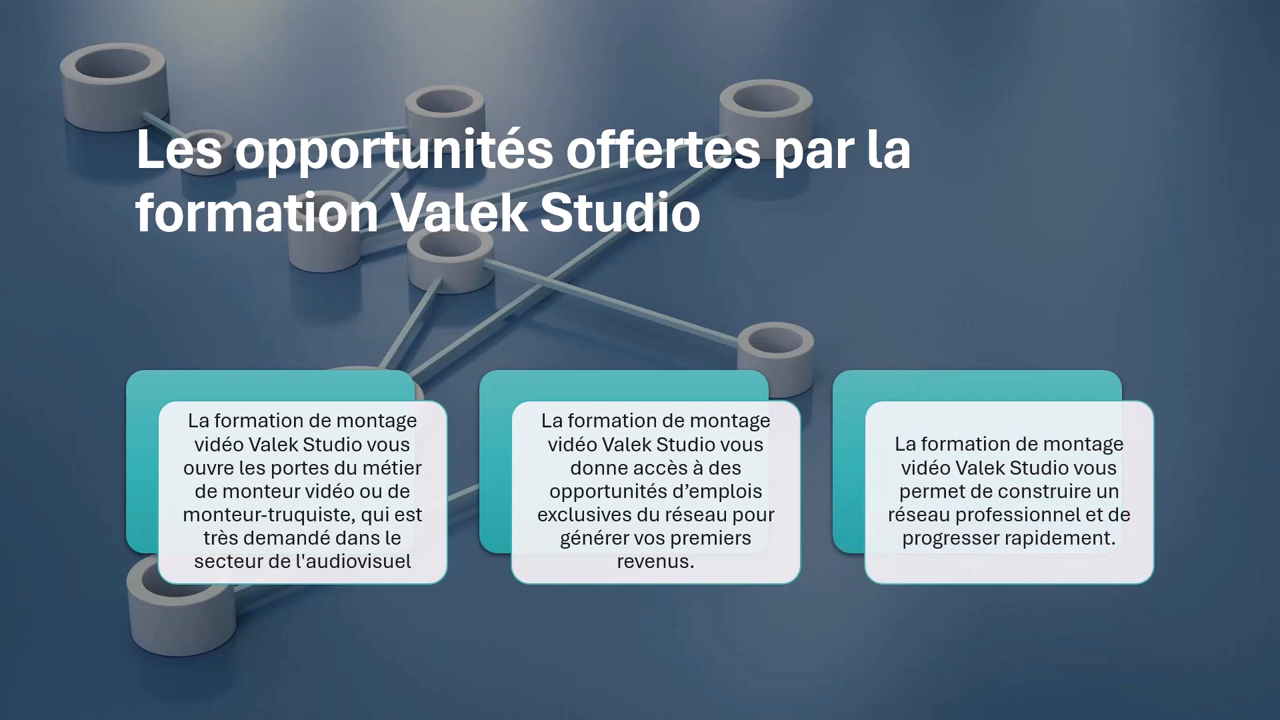 Les opportunités offertes par la
formation Valek Studio
La formation de montage
vidéo Valek Studio vous
ouvre les portes du métier
de monteur vidéo ou de
monteur-truquiste, qui est
très demandé dans le
secteur de l'audiovisuel
La formation de montage
vidéo Valek Studio vous
donne accès à des
opportunités d’emplois
exclusives du réseau pour
générer vos premiers
revenus.
La formation de montage
vidéo Valek Studio vous
permet de construire un
réseau professionnel et de
progresser rapidement.